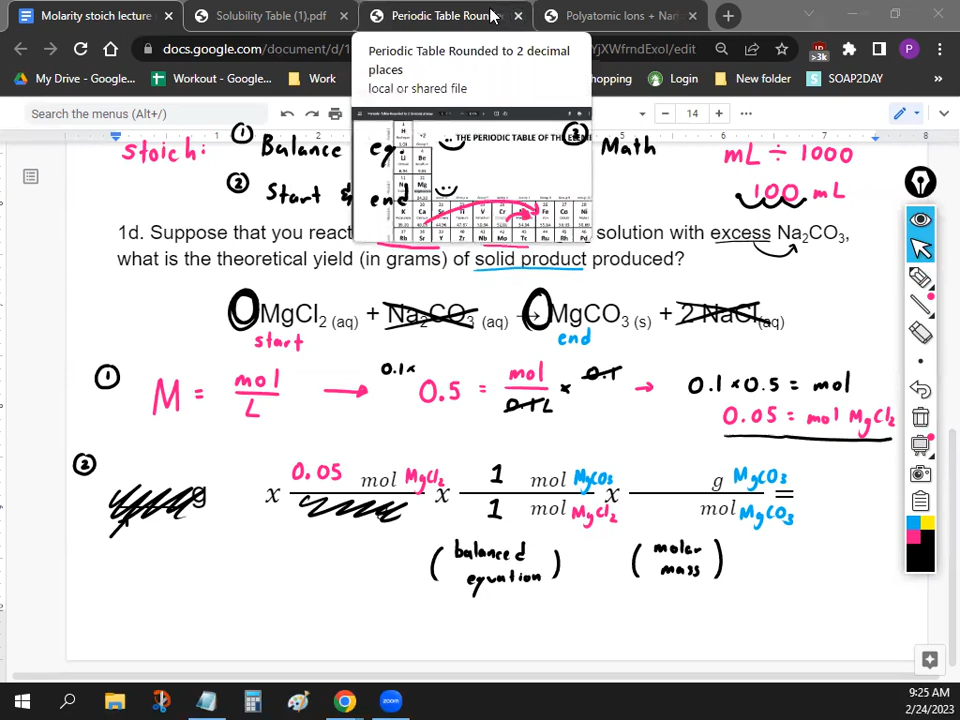 Molarity stoich lecture
Solubility Table (1).pdf
Periodic Table Roun
Polyatomic Ions + Na
docs.google.com/document/d/1
YjXWfrndExoI/edit
>3k
P
My Drive - Google D...
Workout - Google...
Work
hopping
Login
New folder
SOAP2DAY
Periodic Table Rounded to 2 decimal
places
local or shared file
THE PERIODIC TABLE OF THE ELEM
Search the menus (Alt+/)
14
stoich:
① Balance eq.
② Start & end
③ Math
mL ÷ 1000
100 mL
1d. Suppose that you react
solution with excess Na₂CO₃,
what is the theoretical yield (in grams) of solid product produced?
MgCl₂ (aq) + Na₂CO₃ (aq) → MgCO₃ (s) + 2 NaCl(aq)
start
end
① M = mol/L → 0.1× 0.5 = mol/0.1L × 0.1 → 0.1×0.5 = mol
0.05 = mol MgCl₂
② g x 0.05 mol MgCl₂ x 1 mol MgCO₃ x g MgCO₃ =
1 mol MgCl₂ mol MgCO₃
(balanced equation)
(molar mass)
9:25 AM
2/24/2023